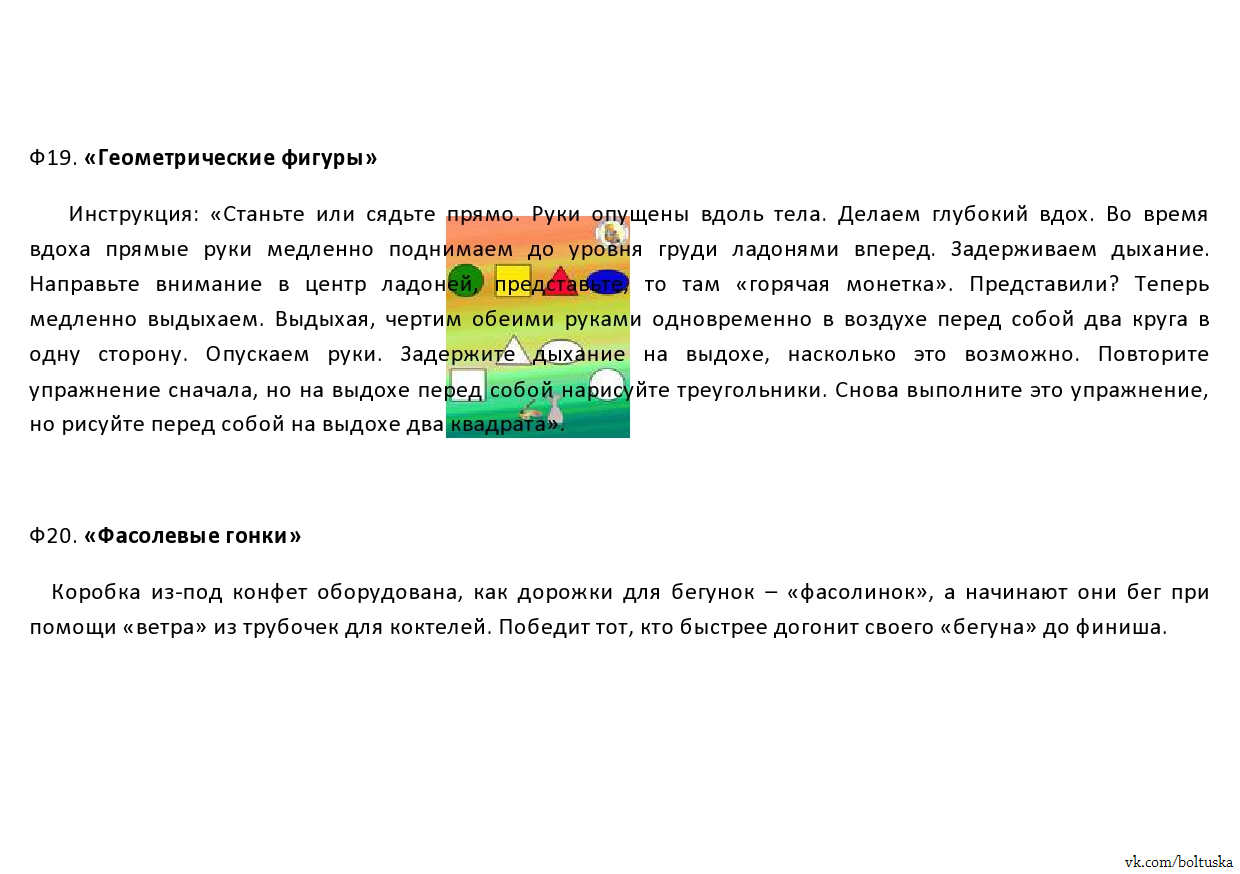 Ф19. «Геометрические фигуры»
Инструкция: «Станьте или сядьте прямо. Руки опущены вдоль тела. Делаем глубокий вдох. Во время
вдоха прямые руки медленно поднимаем до уровня груди ладонями вперед. Задерживаем дыхание.
Направьте внимание в центр ладоней, представьте, то там «горячая монетка». Представили? Теперь
медленно выдыхаем. Выдыхая, чертим обеими руками одновременно в воздухе перед собой два круга в
одну сторону. Опускаем руки. Задержите дыхание на выдохе, насколько это возможно. Повторите
упражнение сначала, но на выдохе перед собой нарисуйте треугольники. Снова выполните это упражнение,
но рисуйте перед собой на выдохе два квадрата».
Ф20. «Фасолевые гонки»
Коробка из-под конфет оборудована, как дорожки для бегунок – «фасолинок», а начинают они бег при
помощи «ветра» из трубочек для коктелей. Победит тот, кто быстрее догонит своего «бегуна» до финиша.
vk.com/boltuska